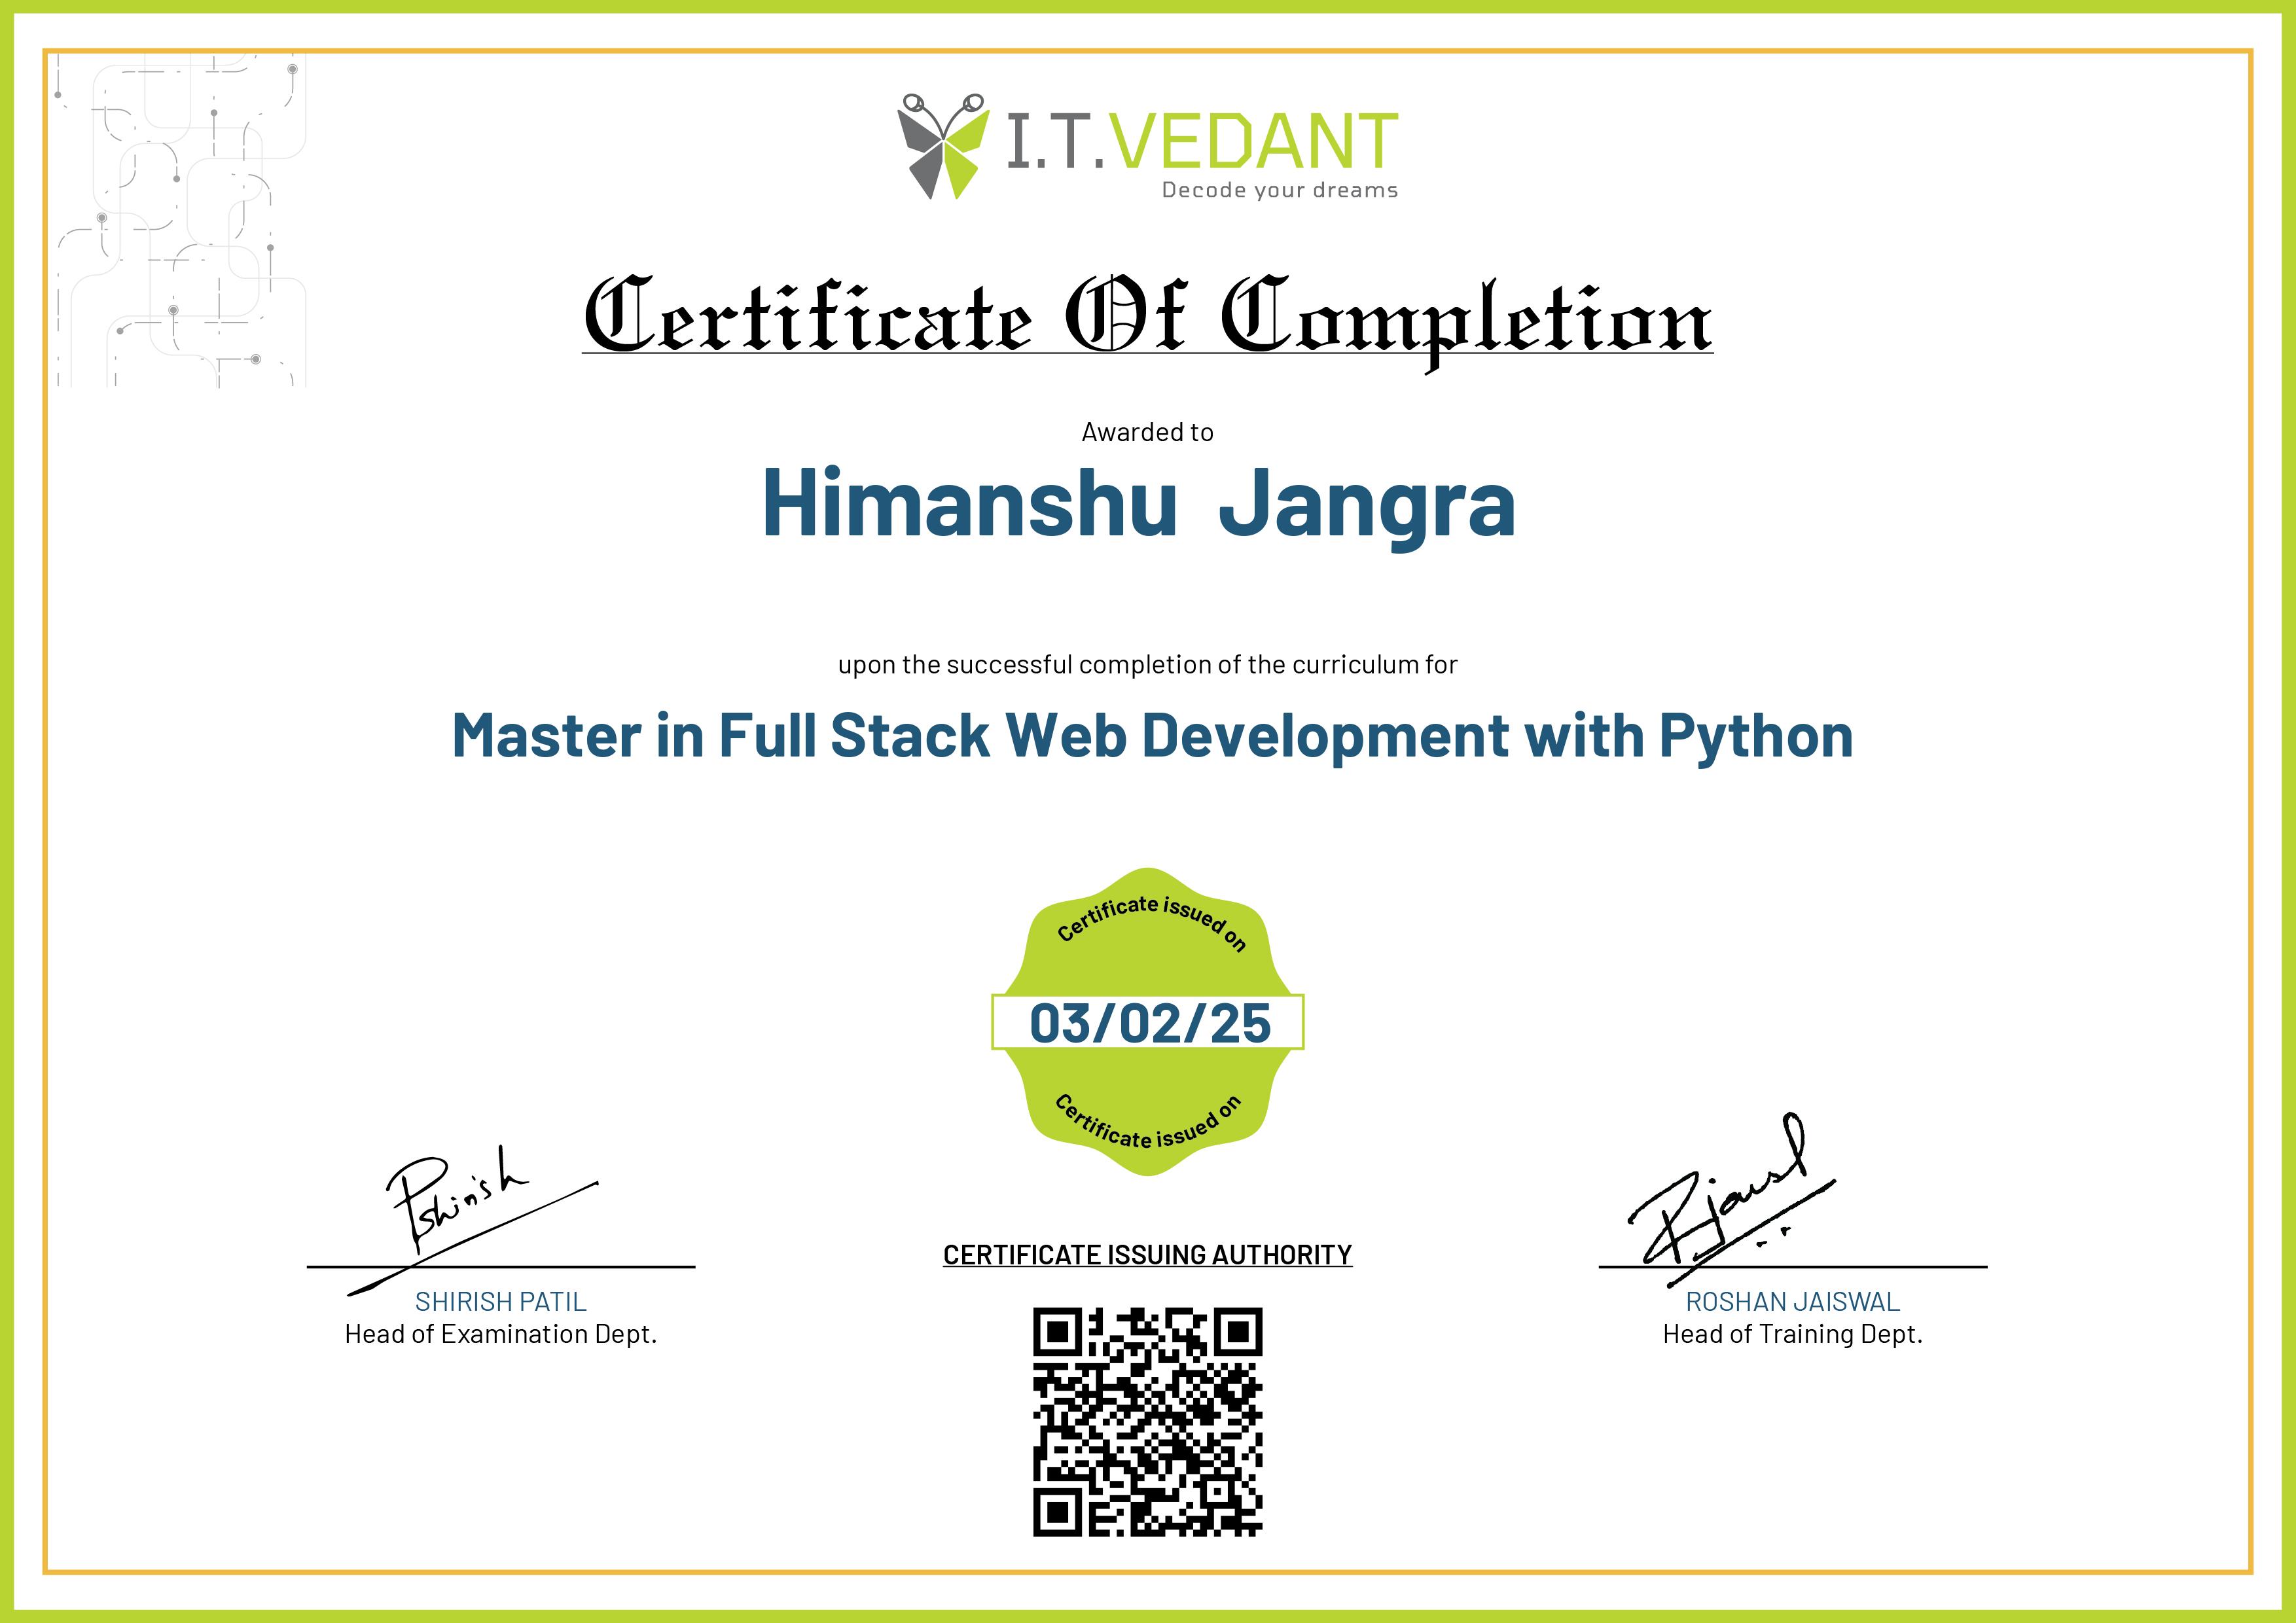 I.T.VEDANT
Decode your dreams
Certificate Of Completion
Awarded to
Himanshu Jangra
upon the successful completion of the curriculum for
Master in Full Stack Web Development with Python
Certificate issued on
03/02/25
Certificate issued on
Pshirish
Rjaiswal
CERTIFICATE ISSUING AUTHORITY
SHIRISH PATIL
Head of Examination Dept.
ROSHAN JAISWAL
Head of Training Dept.